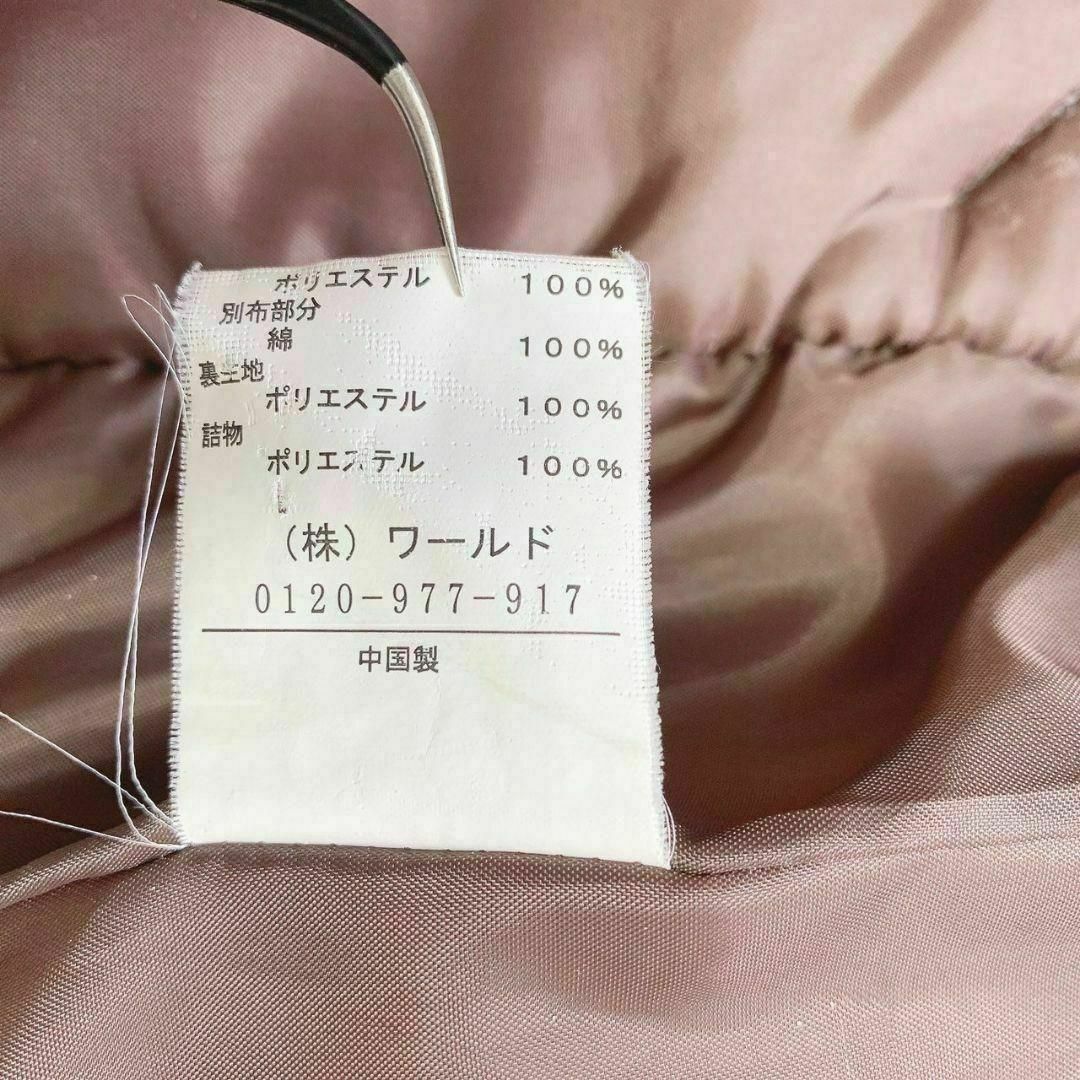 ポリエステル 100%
別布部分
綿 100%
裏生地
ポリエステル 100%
詰物
ポリエステル 100%
(株)ワールド
0120-977-917
中国製